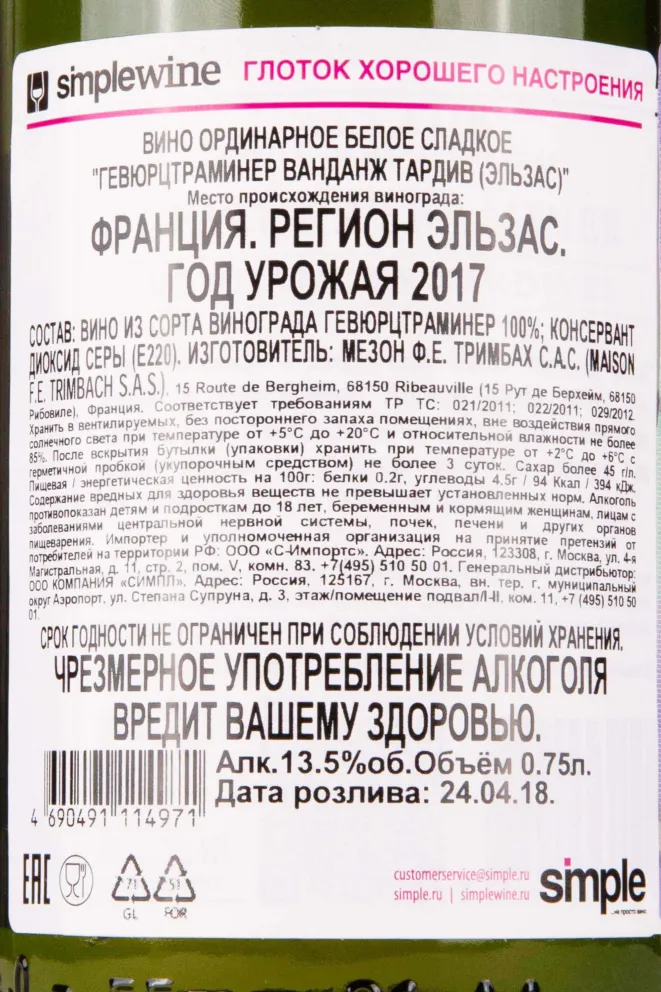 simplewine ГЛОТОК ХОРОШЕГО НАСТРОЕНИЯ
ВИНО ОРДИНАРНОЕ БЕЛОЕ СЛАДКОЕ
"ГЕВЮРЦТРАМИНЕР ВАНДАНЖ ТАРДИВ (ЭЛЬЗАС)"
Место происхождения винограда:
ФРАНЦИЯ. РЕГИОН ЭЛЬЗАС.
ГОД УРОЖАЯ 2017
СОСТАВ: ВИНО ИЗ СОРТА ВИНОГРАДА ГЕВЮРЦТРАМИНЕР 100%; КОНСЕРВАНТ
ДИОКСИД СЕРЫ (Е220). ИЗГОТОВИТЕЛЬ: МЕЗОН Ф.Е. ТРИМБАХ С.А.С. (MAISON
F.E. TRIMBACH S.A.S.), 15 Route de Bergheim, 68150 Ribeauville (15 Рут де Берхейм, 68150
Рибовиле), Франция. Соответствует требованиям ТР ТС: 021/2011; 022/2011; 029/2012.
Хранить в вентилируемых, без постороннего запаха помещениях, вне воздействия прямого
солнечного света при температуре от +5°С до +20°С и относительной влажности не более
85%. После вскрытия бутылки (упаковки) хранить при температуре от +2°С до +6°С с
герметичной пробкой (укупорочным средством) не более 3 суток. Сахар более 45 г/л.
Пищевая / энергетическая ценность на 100г: белки 0.2г, углеводы 4.5г / 94 Ккал / 394 кДж.
Содержание вредных для здоровья веществ не превышает установленных норм. Алкоголь
противопоказан детям и подросткам до 18 лет, беременным и кормящим женщинам, лицам с
заболеваниями центральной нервной системы, почек, печени и других органов
пищеварения. Импортер и уполномоченная организация на принятие претензий от
потребителей на территории РФ: ООО «С-Импортс». Адрес: Россия, 123308, г. Москва, ул. 4-я
Магистральная, д. 11, стр. 2, пом. V, комн. 83. +7(495) 510 50 01. Генеральный дистрибьютор:
ООО КОМПАНИЯ «СИМПЛ», Адрес: Россия, 125167, г. Москва, вн. тер. г. муниципальный
округ Аэропорт, ул. Степана Супруна, д. 3, этаж/помещение подвал/I-II, ком. 11, +7 (495) 510 50
01.
СРОК ГОДНОСТИ НЕ ОГРАНИЧЕН ПРИ СОБЛЮДЕНИИ УСЛОВИЙ ХРАНЕНИЯ.
ЧРЕЗМЕРНОЕ УПОТРЕБЛЕНИЕ АЛКОГОЛЯ
ВРЕДИТ ВАШЕМУ ЗДОРОВЬЮ.
Алк.13.5%об.Объём 0.75л.
Дата розлива: 24.04.18.
4 690491 114971
EAC
71 51
GL FOR
customerservice@simple.ru
simple.ru | simplewine.ru
simple
...не просто вино